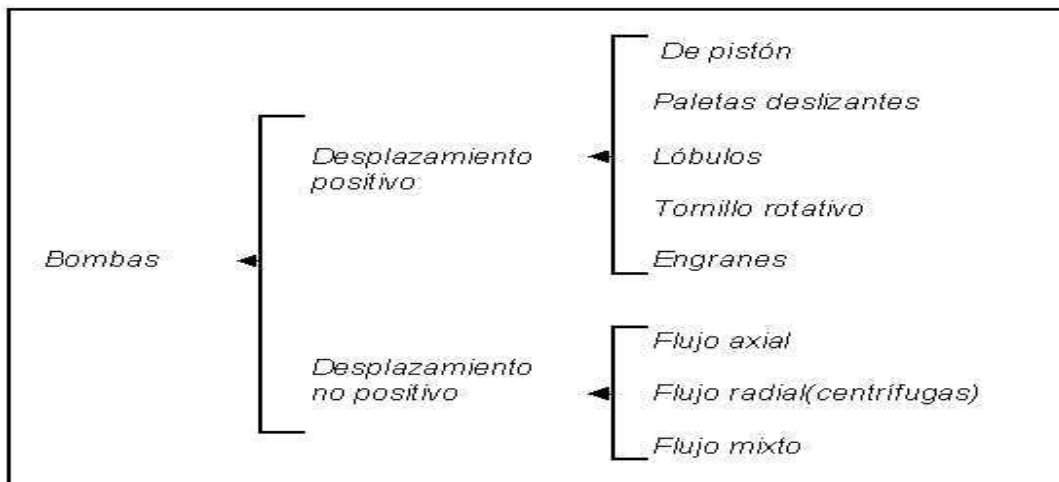 Bombas
Desplazamiento
positivo
De pistón
Paletas deslizantes
Lóbulos
Tornillo rotativo
Engranes
Desplazamiento
no positivo
Flujo axial
Flujo radial(centrífugas)
Flujo mixto